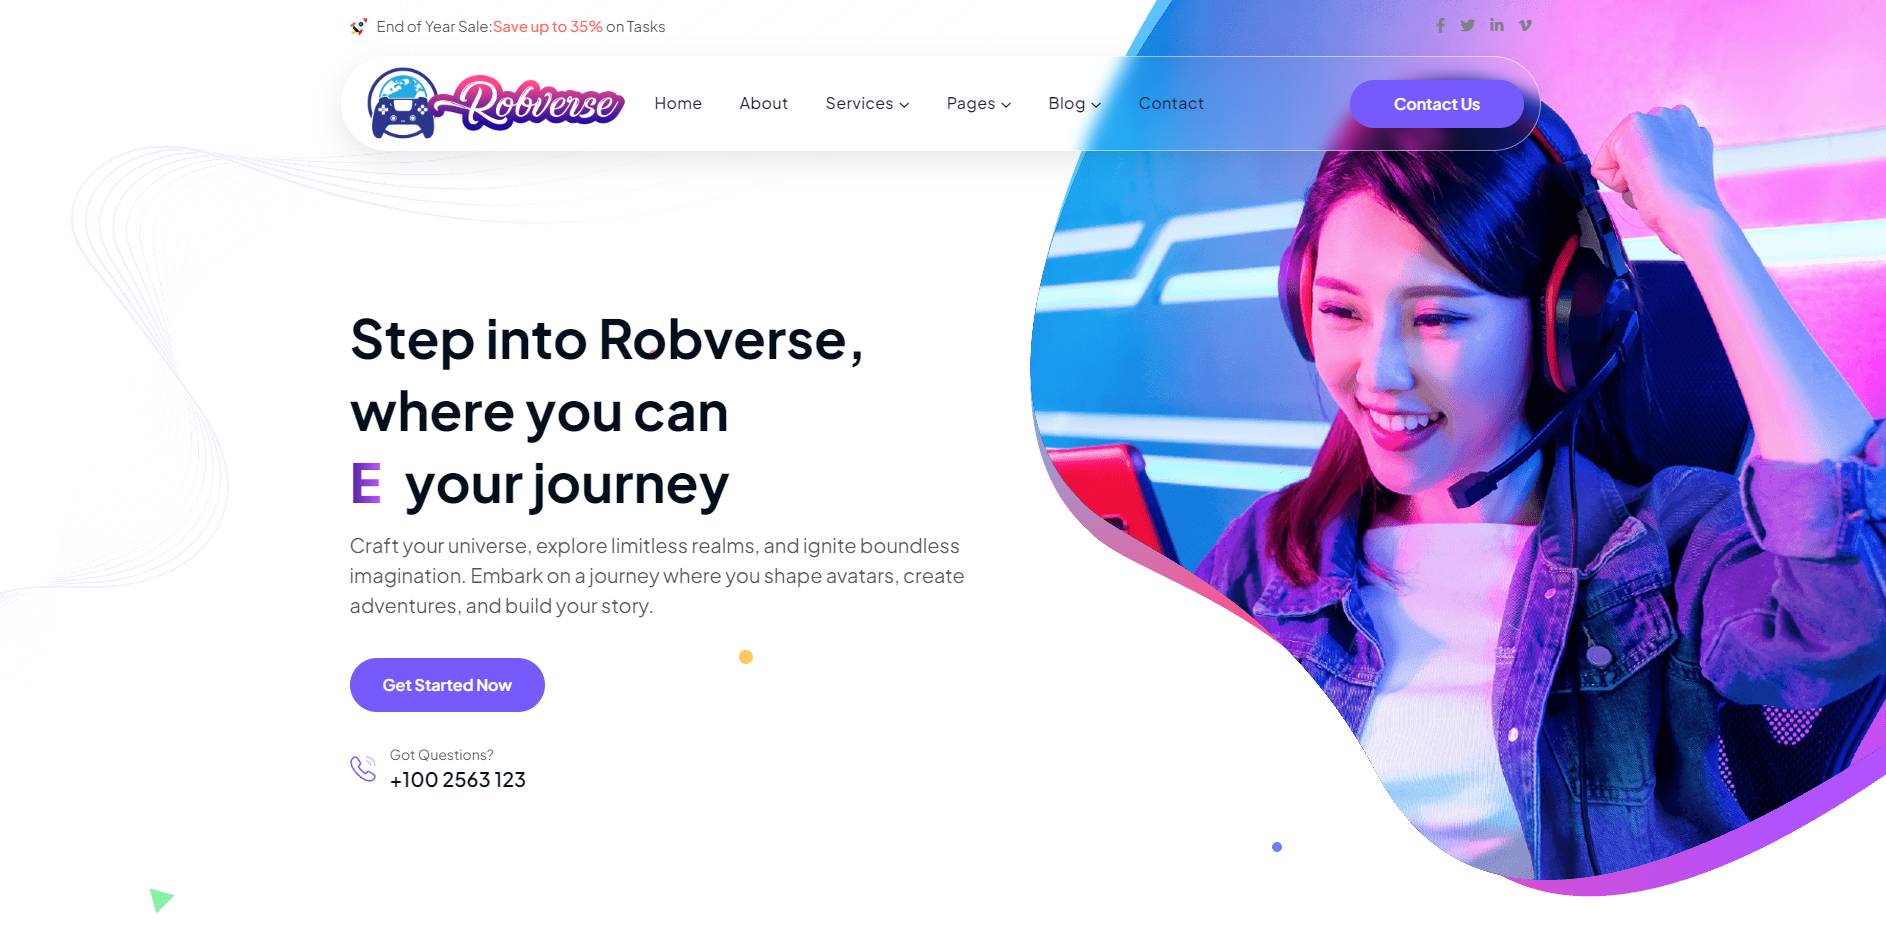 End of Year Sale:Save up to 35% on Tasks
Robverse
Home About Services Pages Blog Contact
Contact Us
Step into Robverse,
where you can
E your journey
Craft your universe, explore limitless realms, and ignite boundless
imagination. Embark on a journey where you shape avatars, create
adventures, and build your story.
Get Started Now
Got Questions?
+100 2563 123